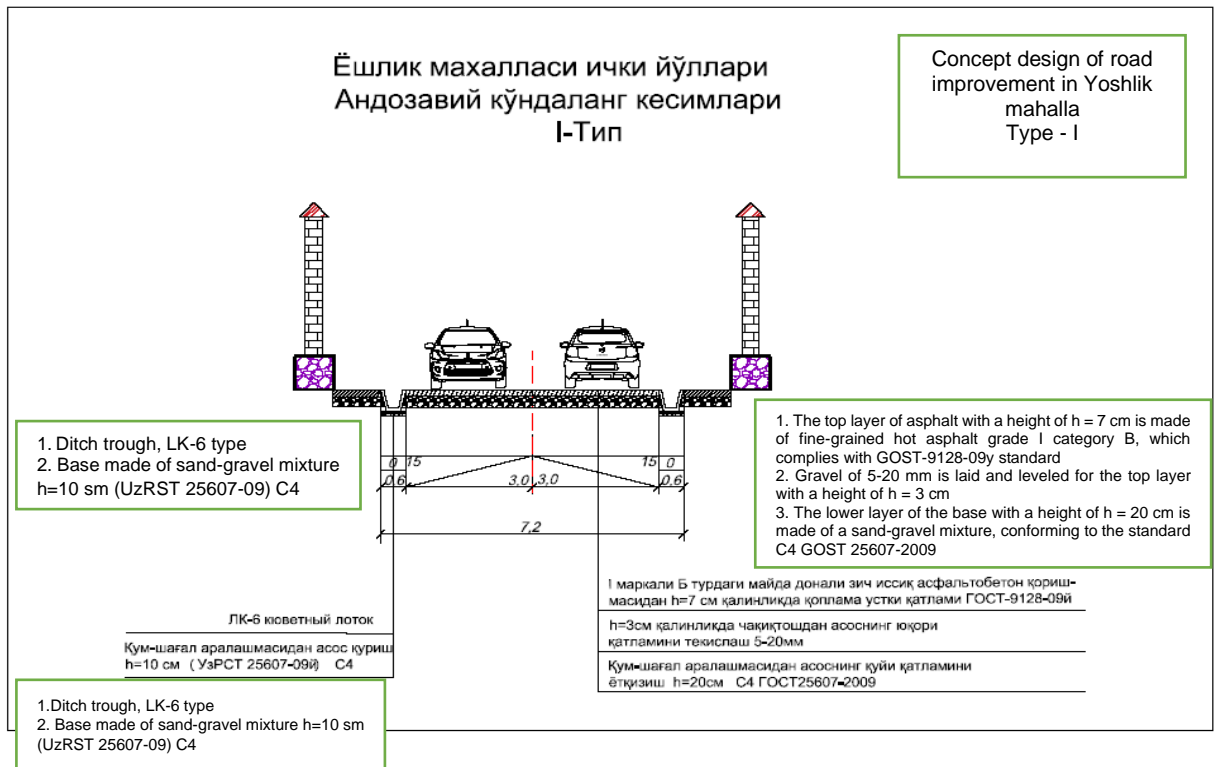 Ёшлик махалласи ички йўллари
Андозавий кўндаланг кесимлари
I-Тип
Concept design of road
improvement in Yoshlik
mahalla
Type - I
1. Ditch trough, LK-6 type
2. Base made of sand-gravel mixture
h=10 sm (UzRST 25607-09) C4
0 15 15 0
0,6 3,0 3,0 0,6
7,2
1. The top layer of asphalt with a height of h = 7 cm is made
of fine-grained hot asphalt grade I category B, which
complies with GOST-9128-09y standard
2. Gravel of 5-20 mm is laid and leveled for the top layer
with a height of h = 3 cm
3. The lower layer of the base with a height of h = 20 cm is
made of a sand-gravel mixture, conforming to the standard
C4 GOST 25607-2009
ЛК-6 кюветный лоток
Қум-шағал аралашмасидан асос қуриш
h=10 см ( УзРСТ 25607-09й) С4
I маркали Б турдаги майда донали зич иссиқ асфальтобетон қориш-
масидан h=7 см қалинликда қоплама устки қатлами ГОСТ-9128-09й
h=3см қалинликда чақиқтошдан асоснинг юқори
қатламини текислаш 5-20мм
Қум-шағал аралашмасидан асоснинг қуйи қатламини
ётқизиш h=20см С4 ГОСТ25607-2009
1.Ditch trough, LK-6 type
2. Base made of sand-gravel mixture h=10 sm
(UzRST 25607-09) C4